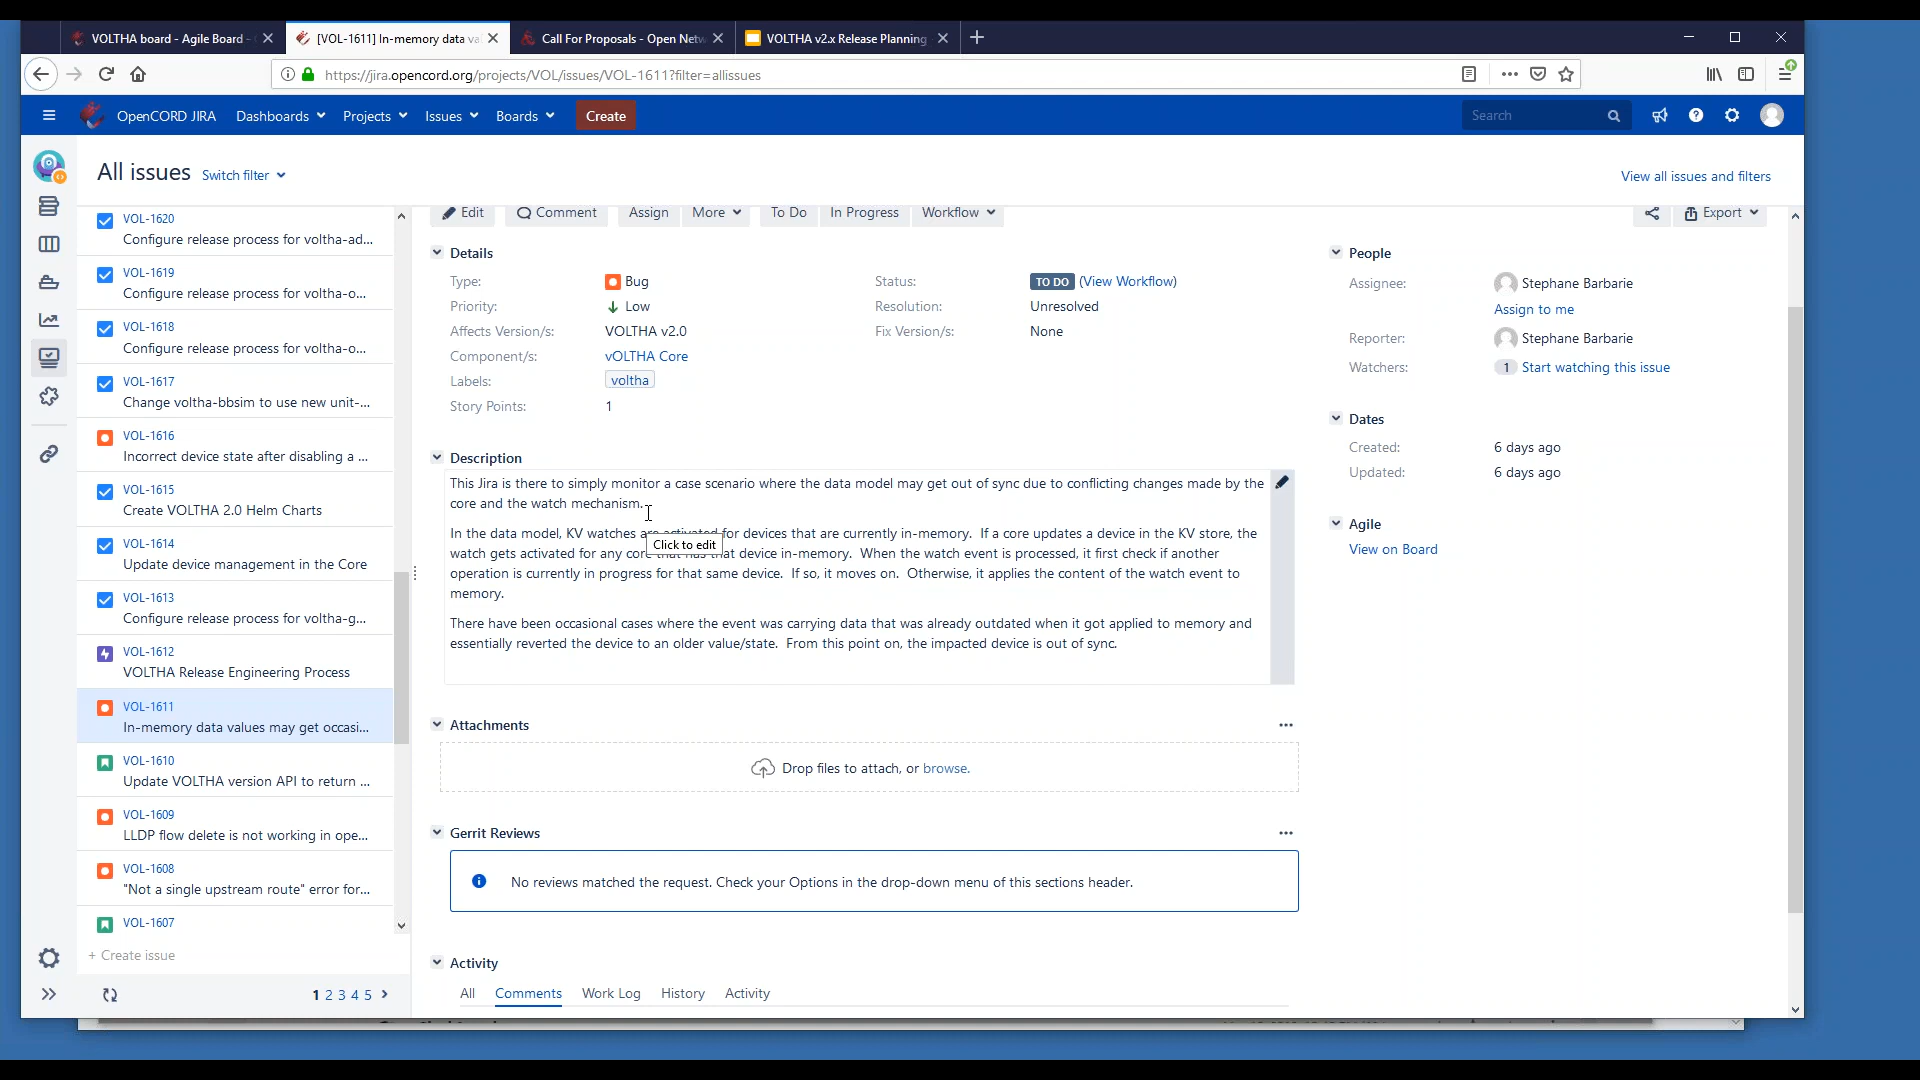 VOLTHA board - Agile Board -
[VOL-1611] In-memory data va
Call For Proposals - Open Netw
VOLTHA v2.x Release Planning
https://jira.opencord.org/projects/VOL/issues/VOL-1611?filter=allissues
OpenCORD JIRA Dashboards Projects Issues Boards Create Search
All issues Switch filter View all issues and filters
VOL-1620
Configure release process for voltha-ad...
VOL-1619
Configure release process for voltha-o...
VOL-1618
Configure release process for voltha-o...
VOL-1617
Change voltha-bbsim to use new unit-...
VOL-1616
Incorrect device state after disabling a ...
VOL-1615
Create VOLTHA 2.0 Helm Charts
VOL-1614
Update device management in the Core
VOL-1613
Configure release process for voltha-g...
VOL-1612
VOLTHA Release Engineering Process
VOL-1611
In-memory data values may get occasi...
VOL-1610
Update VOLTHA version API to return ...
VOL-1609
LLDP flow delete is not working in ope...
VOL-1608
"Not a single upstream route" error for...
VOL-1607
+ Create issue
1 2 3 4 5 >
Edit Comment Assign More To Do In Progress Workflow Export
Details
Type: Bug Status: TO DO (View Workflow)
Priority: Low Resolution: Unresolved
Affects Version/s: VOLTHA v2.0 Fix Version/s: None
Component/s: vOLTHA Core
Labels: voltha
Story Points: 1
Description
This Jira is there to simply monitor a case scenario where the data model may get out of sync due to conflicting changes made by the
core and the watch mechanism.
In the data model, KV watches are activated for devices that are currently in-memory. If a core updates a device in the KV store, the
watch gets activated for any core that has that device in-memory. When the watch event is processed, it first check if another
operation is currently in progress for that same device. If so, it moves on. Otherwise, it applies the content of the watch event to
memory.
Click to edit
There have been occasional cases where the event was carrying data that was already outdated when it got applied to memory and
essentially reverted the device to an older value/state. From this point on, the impacted device is out of sync.
Attachments
Drop files to attach, or browse.
Gerrit Reviews
No reviews matched the request. Check your Options in the drop-down menu of this sections header.
Activity
All Comments Work Log History Activity
People
Assignee: Stephane Barbarie
Assign to me
Reporter: Stephane Barbarie
Watchers: 1 Start watching this issue
Dates
Created: 6 days ago
Updated: 6 days ago
Agile
View on Board